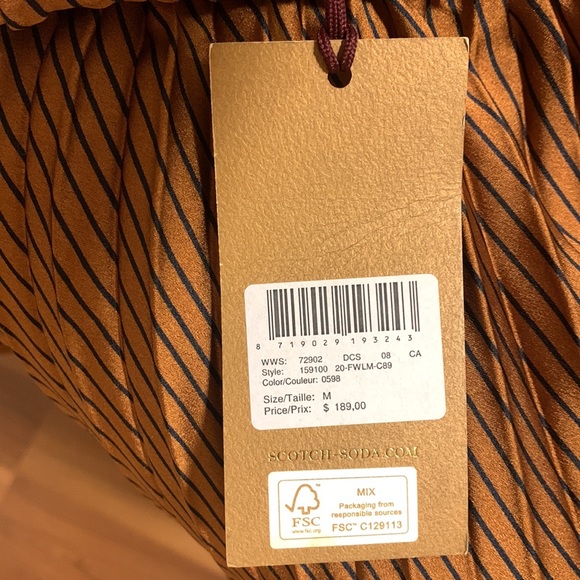 8 719029 193243
WWS: 72902 DCS 08 CA
Style: 159100 20-FWLM-C89
Color/Couleur: 0598
Size/Taille: M
Price/Prix: $ 189,00
SCOTCH-SODA.COM
MIX
Packaging from
responsible sources
FSC™ C129113
FSC
www.fsc.org